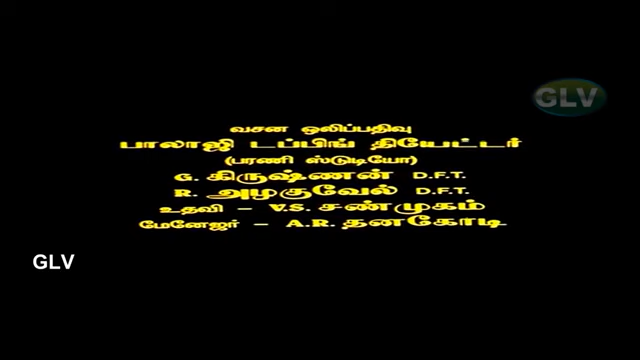 GLV
வசன ஒலிப்பதிவு
பாலாஜி டப்பிங் தியேட்டர்
(பரணி ஸ்டுடியோ)
G. கிருஷ்ணன் D.F.T.
R. அழகுவேல் D.F.T.
உதவி – V.S. சண்முகம்
மேனேஜர் – A.R. தனகோடி
GLV